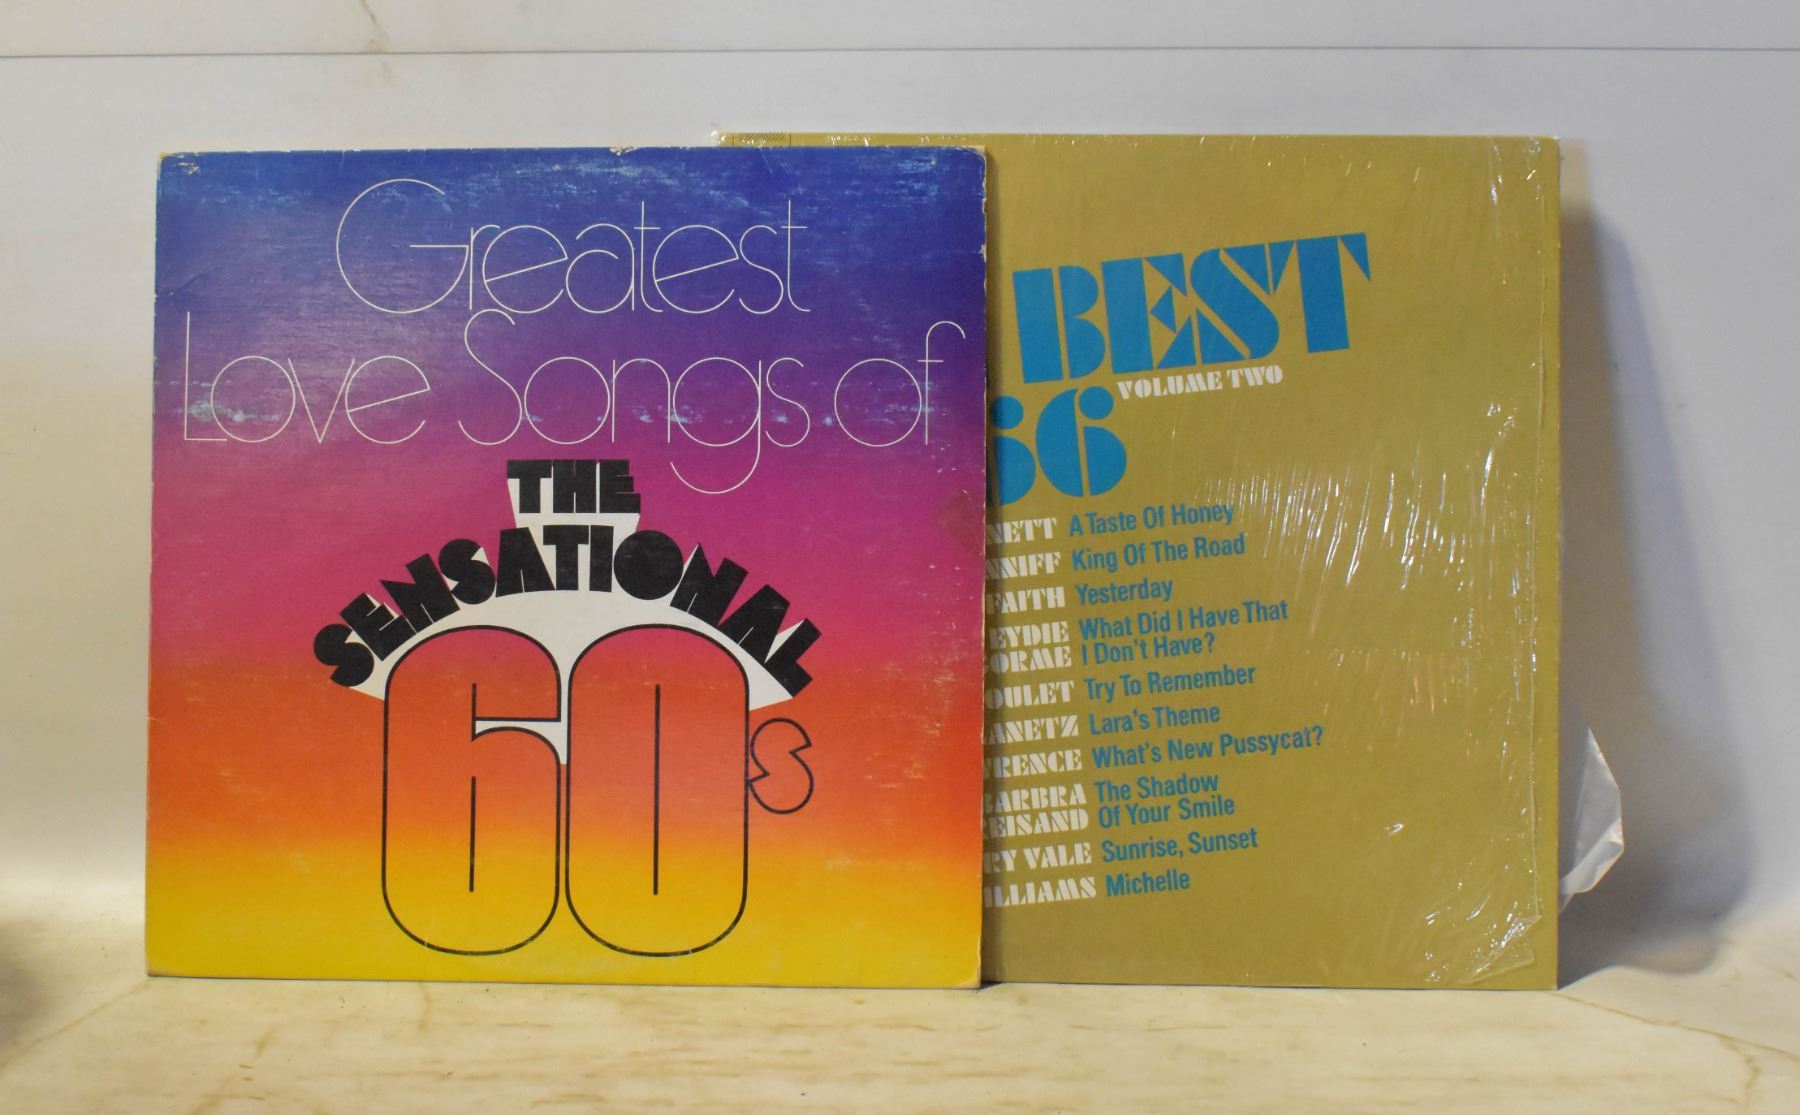 Greatest
Love Songs of
THE
SENSATIONAL
60s
BEST
VOLUME TWO
66
NETT A Taste Of Honey
NNIFF King Of The Road
FAITH Yesterday
EYDIE What Did I Have That
ORME I Don't Have?
OULET Try To Remember
ANETZ Lara's Theme
RENCE What's New Pussycat?
BARBRA The Shadow
REISAND Of Your Smile
RY VALE Sunrise, Sunset
ILLIAMS Michelle